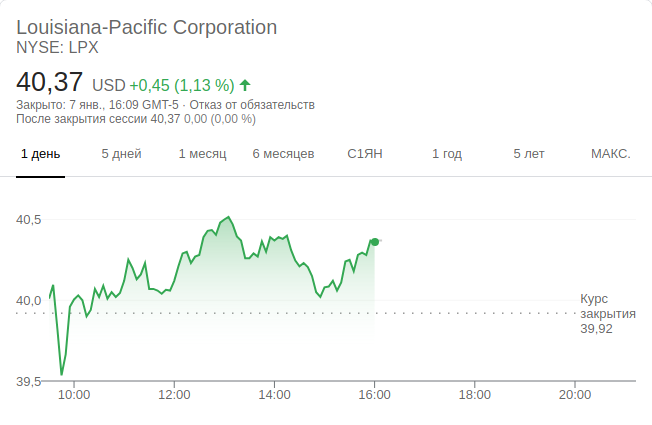 Louisiana-Pacific Corporation
NYSE: LPX
40,37 USD +0,45 (1,13 %)
Закрыто: 7 янв., 16:09 GMT-5 · Отказ от обязательств
После закрытия сессии 40,37 0,00 (0,00 %)
1 день 5 дней 1 месяц 6 месяцев С1ЯН 1 год 5 лет МАКС.
40,5
40,0
Курс
закрытия
39,92
39,5
10:00 12:00 14:00 16:00 18:00 20:00